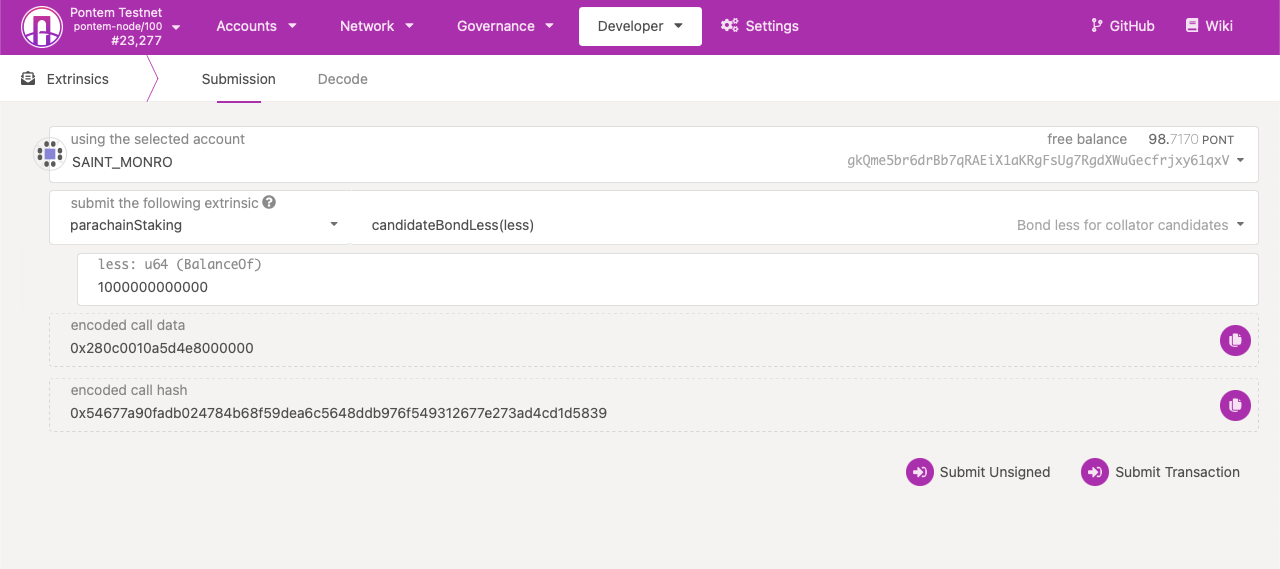 Pontem Testnet
pontem-node/100
#23,277
Accounts
Network
Governance
Developer
Settings
GitHub
Wiki
Extrinsics
Submission
Decode
using the selected account
free balance 98.7170 PONT
SAINT_MONRO
gkQme5br6drBb7qRAEiX1aKRgFsUg7RgdXWuGecfrjxy61qxV
submit the following extrinsic ?
parachainStaking
candidateBondLess(less)
Bond less for collator candidates
less: u64 (BalanceOf)
1000000000000
encoded call data
0x280c0010a5d4e8000000
encoded call hash
0x54677a90fadb024784b68f59dea6c5648ddb976f549312677e273ad4cd1d5839
Submit Unsigned
Submit Transaction